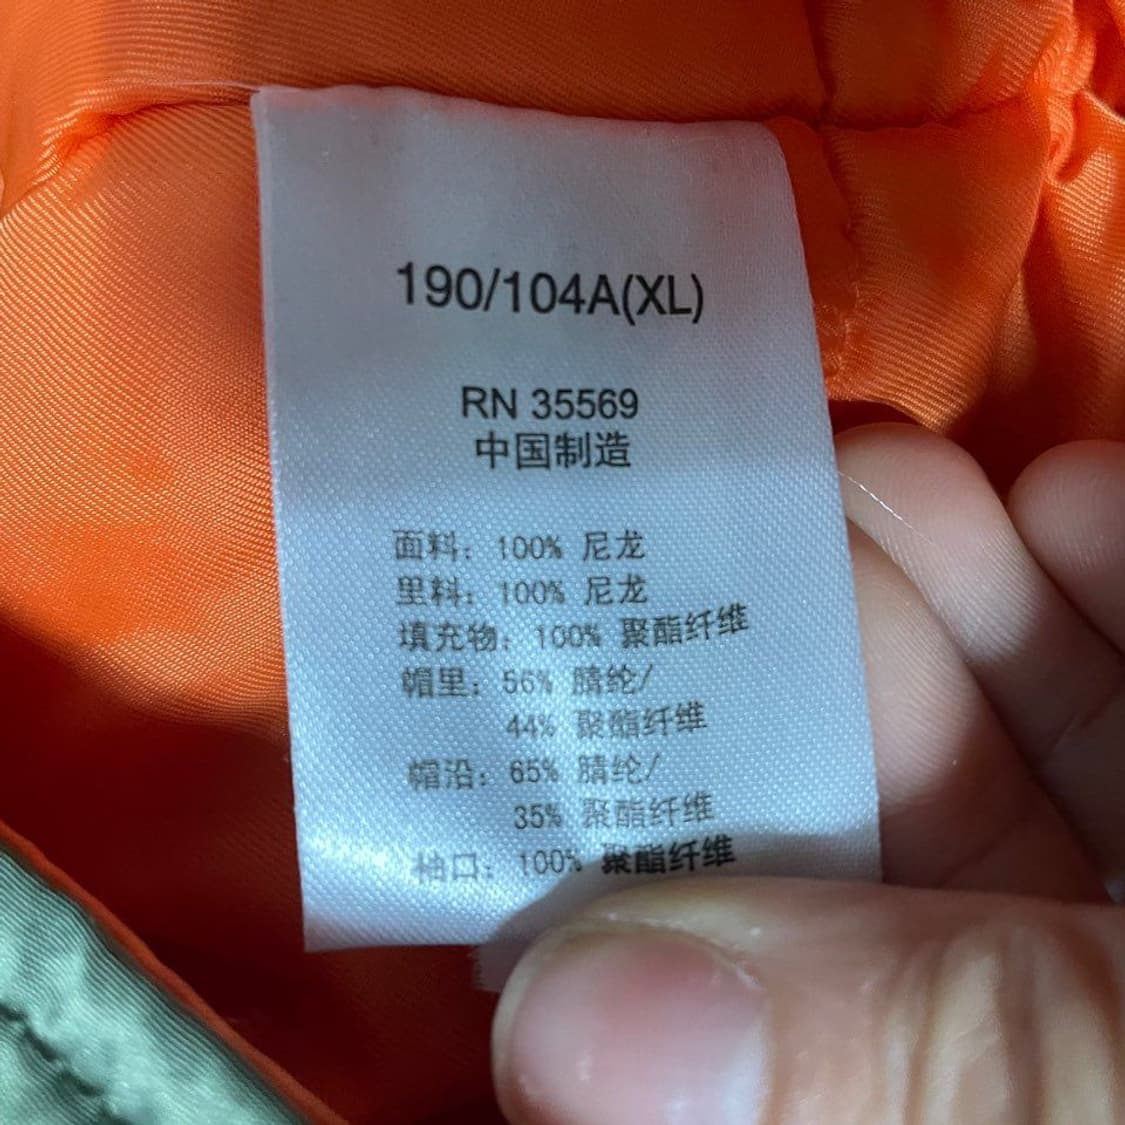 190/104A(XL)
RN 35569
中国制造
面料: 100% 尼龙
里料: 100% 尼龙
填充物: 100% 聚酯纤维
帽里: 56% 腈纶/
44% 聚酯纤维
帽沿: 65% 腈纶/
35% 聚酯纤维
袖口: 100% 聚酯纤维